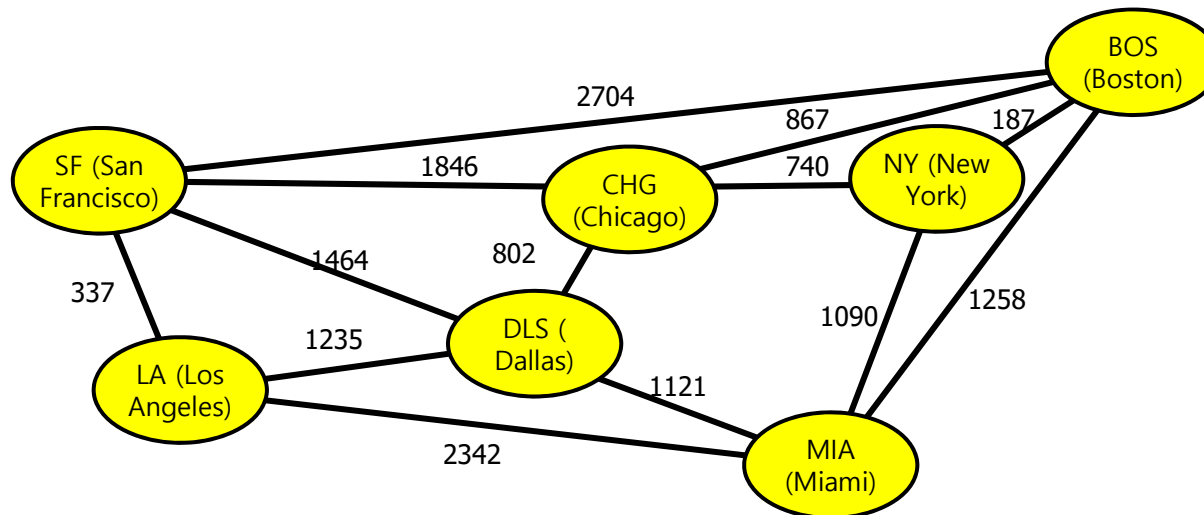 BOS
(Boston)
2704
867
187
SF (San
Francisco)
1846
CHG
(Chicago)
740
NY (New
York)
802
1464
337
1258
1090
1235
DLS (
Dallas)
LA (Los
Angeles)
1121
2342
MIA
(Miami)